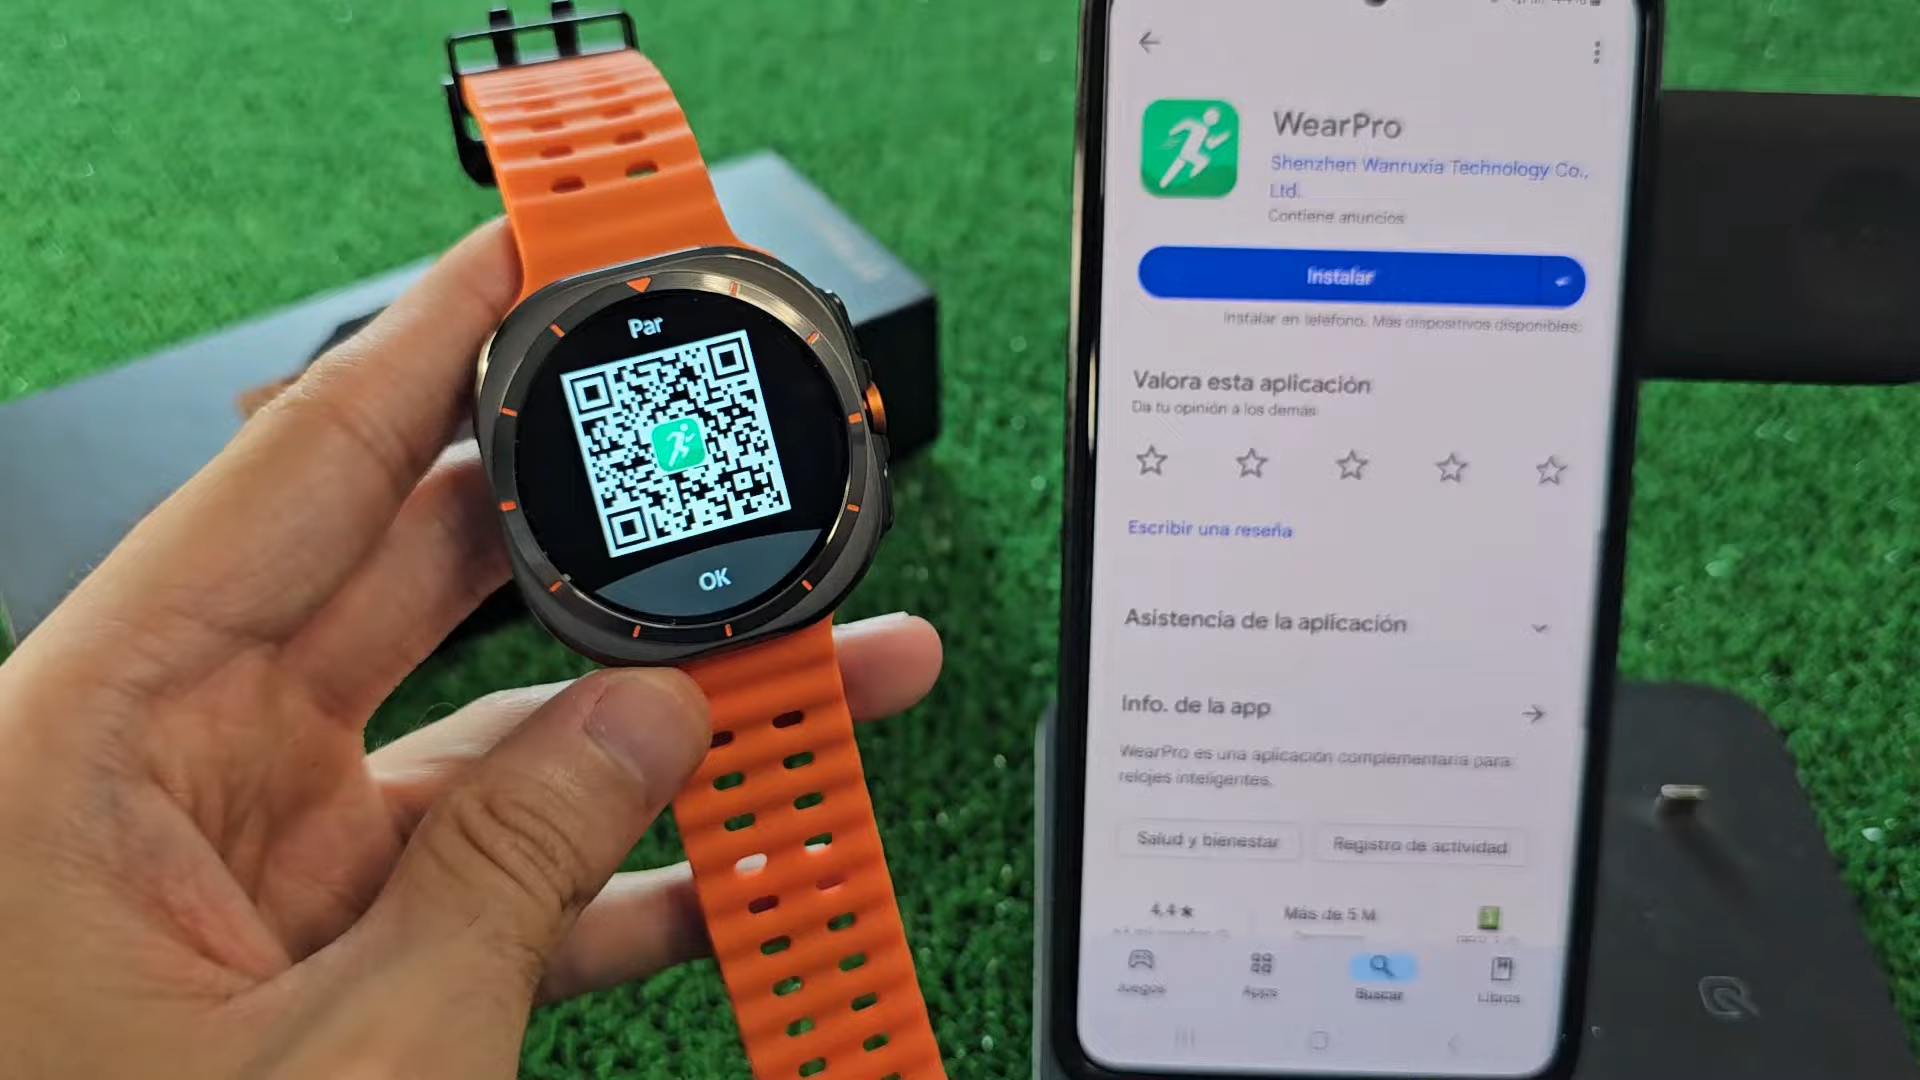 Par
OK
WearPro
Shenzhen Wanruxia Technology Co.,
Ltd.
Contiene anuncios
Instalar
Instalar en teléfono. Más dispositivos disponibles.
Valora esta aplicación
Da tu opinión a los demás
Escribir una reseña
Asistencia de la aplicación
Info. de la app
WearPro es una aplicación complementaria para
relojes inteligentes.
Salud y bienestar
Registro de actividad
4,4★
Más de 5 M
Juegos
Apps
Buscar
Libros